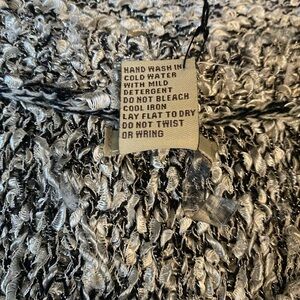 HAND WASH IN
COLD WATER
WITH MILD
DETERGENT
DO NOT BLEACH
COOL IRON
LAY FLAT TO DRY
DO NOT TWIST
OR WRING